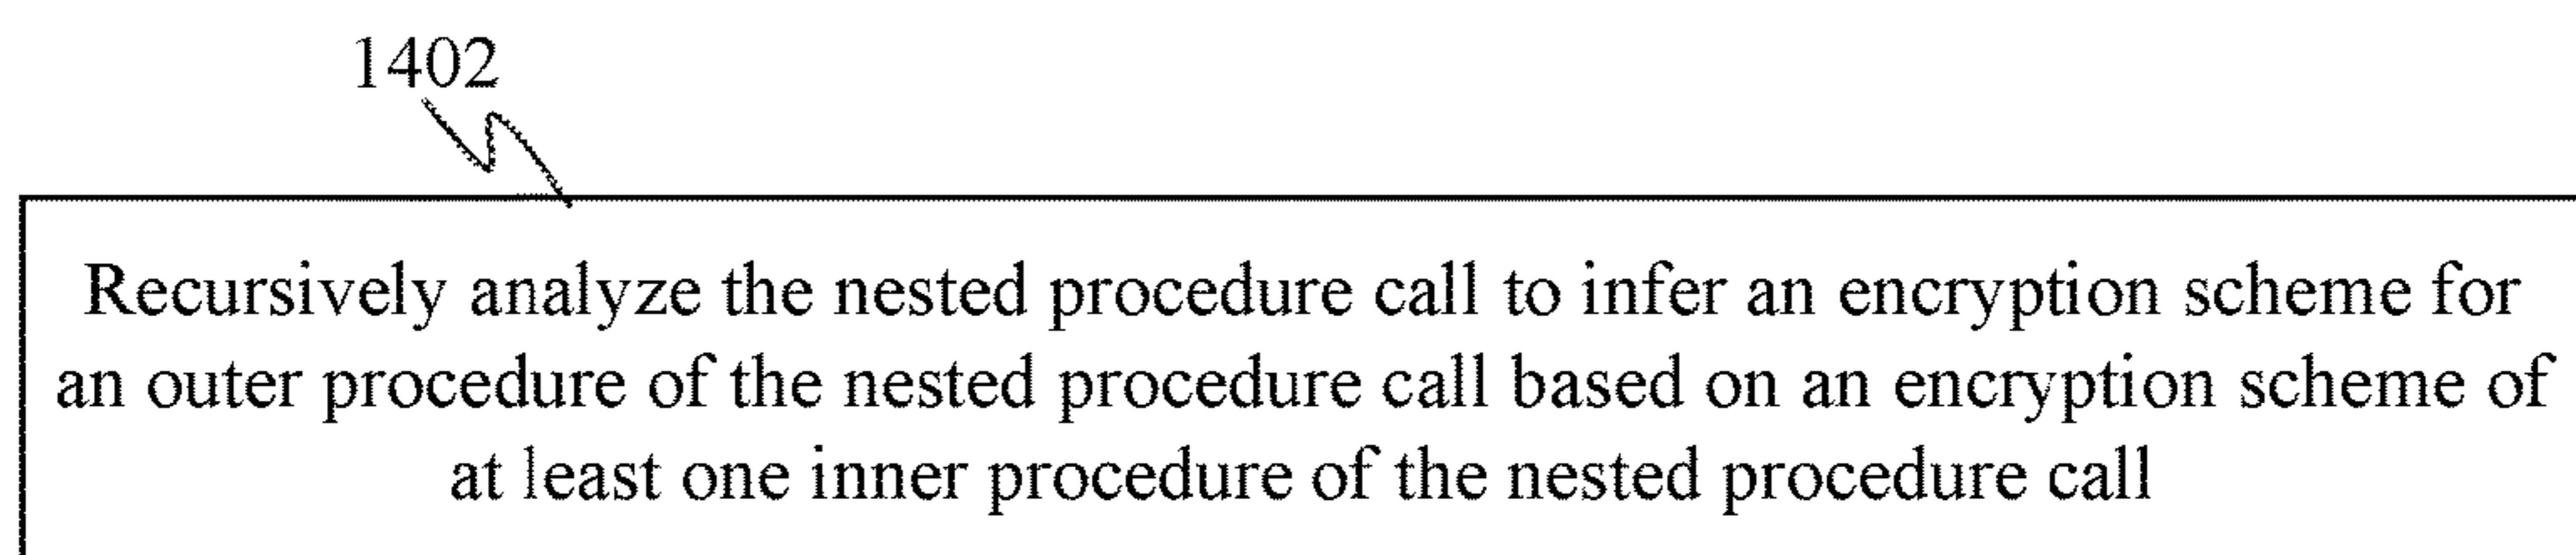 1402
Recursively analyze the nested procedure call to infer an encryption scheme for
an outer procedure of the nested procedure call based on an encryption scheme of
at least one inner procedure of the nested procedure call